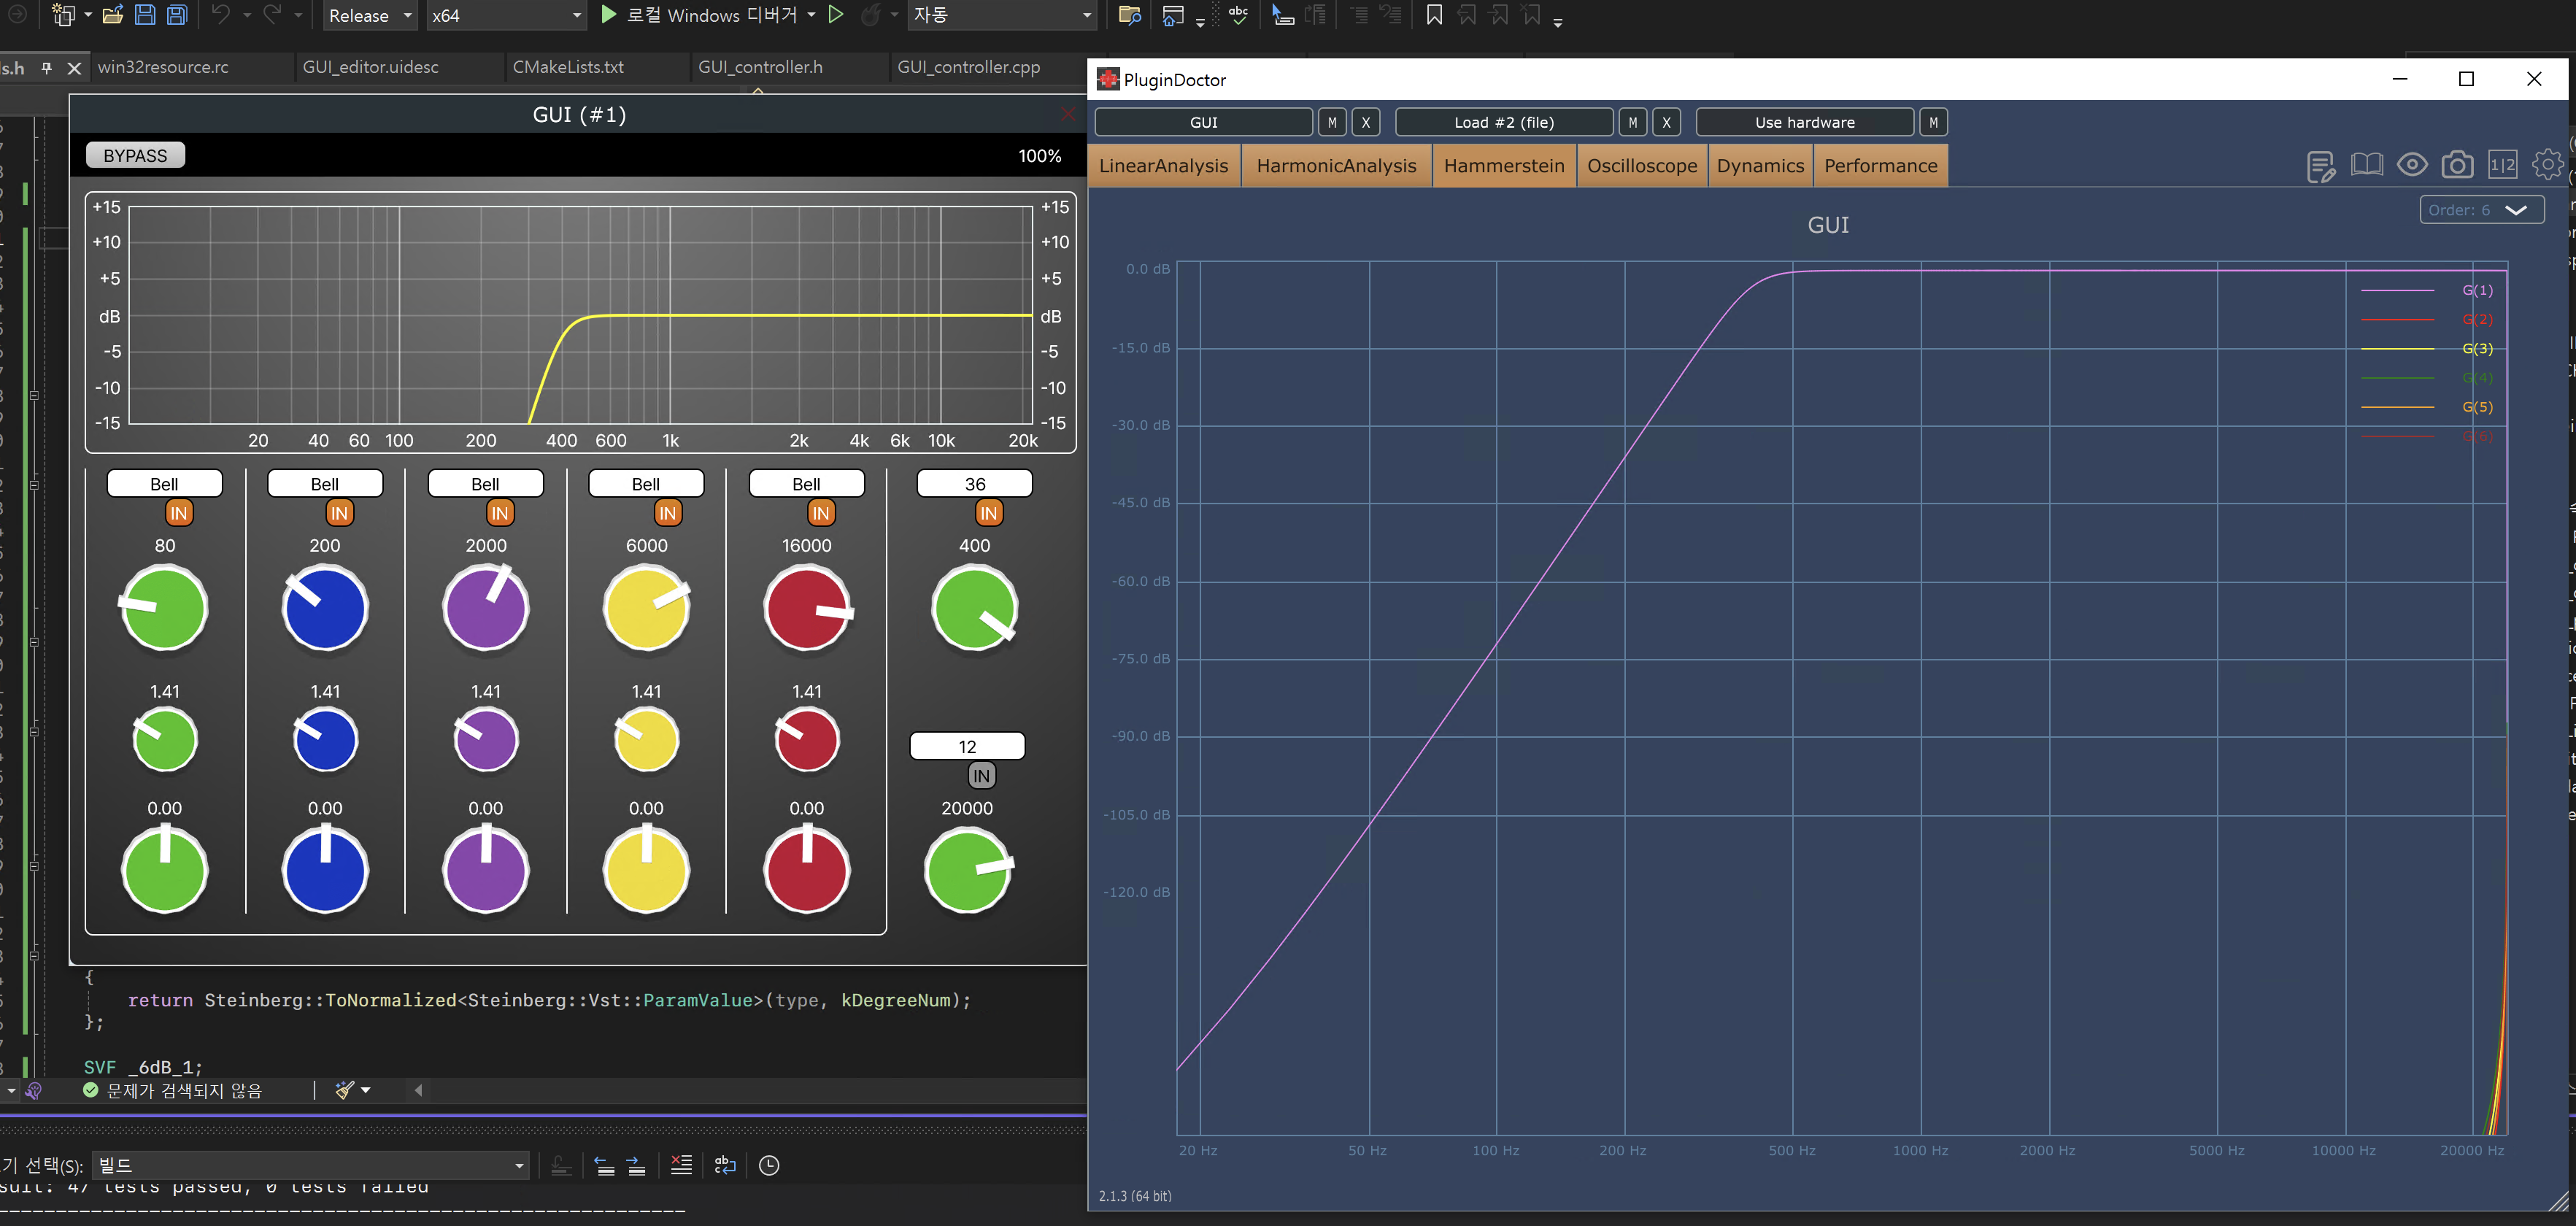 Release x64 로컬 Windows 디버거 자동
s.h win32resource.rc GUI_editor.uidesc CMakeLists.txt GUI_controller.h GUI_controller.cpp
GUI (#1)
BYPASS 100%
+15 +15
+10 +10
+5 +5
dB dB
-5 -5
-10 -10
-15 -15
20 40 60 100 200 400 600 1k 2k 4k 6k 10k 20k
Bell Bell Bell Bell Bell 36
IN IN IN IN IN IN
80 200 2000 6000 16000 400
1.41 1.41 1.41 1.41 1.41
12
IN
0.00 0.00 0.00 0.00 0.00 20000
{
return Steinberg::ToNormalized<Steinberg::Vst::ParamValue>(type, kDegreeNum);
};
SVF _6dB_1;
문제가 검색되지 않음
기 선택(S): 빌드
sult: 47 tests passed, 0 tests failed
PluginDoctor
GUI M X Load #2 (file) M X Use hardware M
LinearAnalysis HarmonicAnalysis Hammerstein Oscilloscope Dynamics Performance
1|2
Order: 6
GUI
0.0 dB
-15.0 dB
-30.0 dB
-45.0 dB
-60.0 dB
-75.0 dB
-90.0 dB
-105.0 dB
-120.0 dB
G(1)
G(2)
G(3)
G(4)
G(5)
G(6)
20 Hz 50 Hz 100 Hz 200 Hz 500 Hz 1000 Hz 2000 Hz 5000 Hz 10000 Hz 20000 Hz
2.1.3 (64 bit)